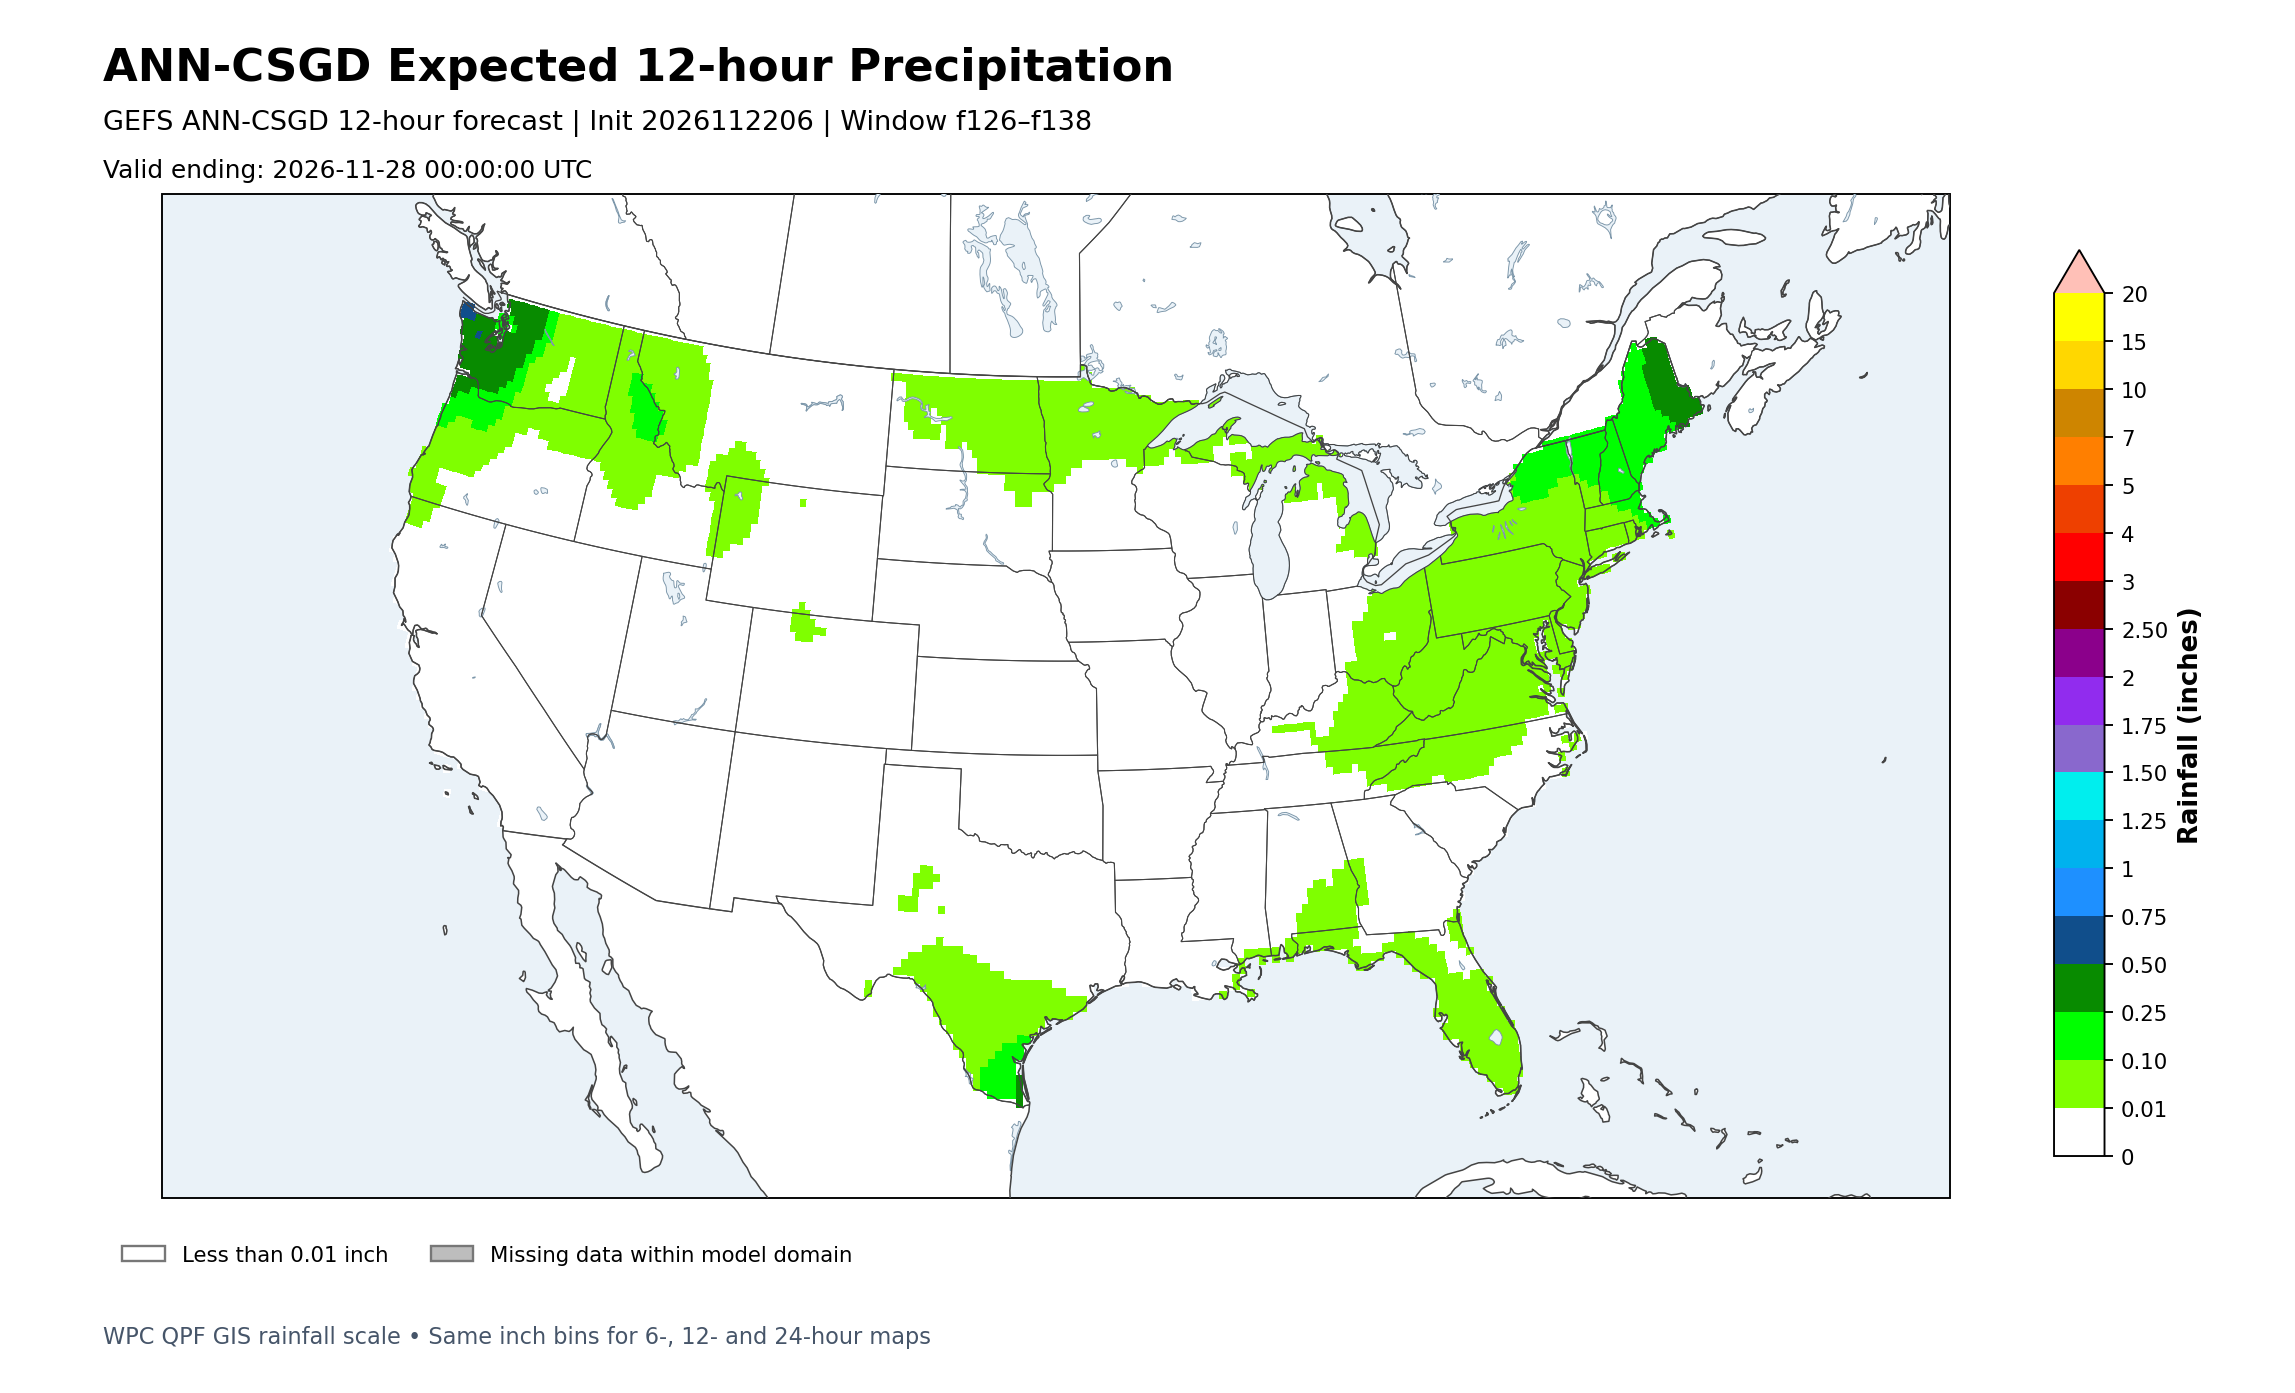 ANN-CSGD Expected 12-hour Precipitation
GEFS ANN-CSGD 12-hour forecast | Init 2026112206 | Window f126–f138
Valid ending: 2026-11-28 00:00:00 UTC
20
15
10
7
5
4
3
2.50
2
1.75
1.50
1.25
1
0.75
0.50
0.25
0.10
0.01
0
Rainfall (inches)
Less than 0.01 inch
Missing data within model domain
WPC QPF GIS rainfall scale • Same inch bins for 6-, 12- and 24-hour maps